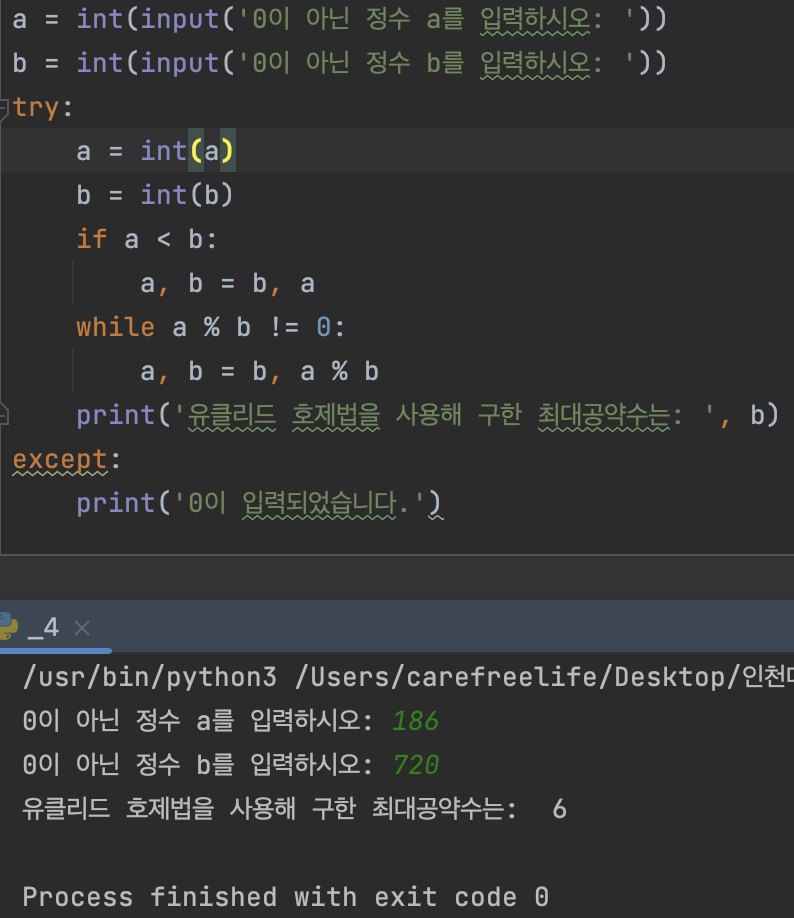 a = int(input('0이 아닌 정수 a를 입력하시오: '))
b = int(input('0이 아닌 정수 b를 입력하시오: '))
try:
    a = int(a)
    b = int(b)
    if a < b:
        a, b = b, a
    while a % b != 0:
        a, b = b, a % b
    print('유클리드 호제법을 사용해 구한 최대공약수는: ', b)
except:
    print('0이 입력되었습니다.')
_4 ×
/usr/bin/python3 /Users/carefreelife/Desktop/인천
0이 아닌 정수 a를 입력하시오: 186
0이 아닌 정수 b를 입력하시오: 720
유클리드 호제법을 사용해 구한 최대공약수는:  6
Process finished with exit code 0